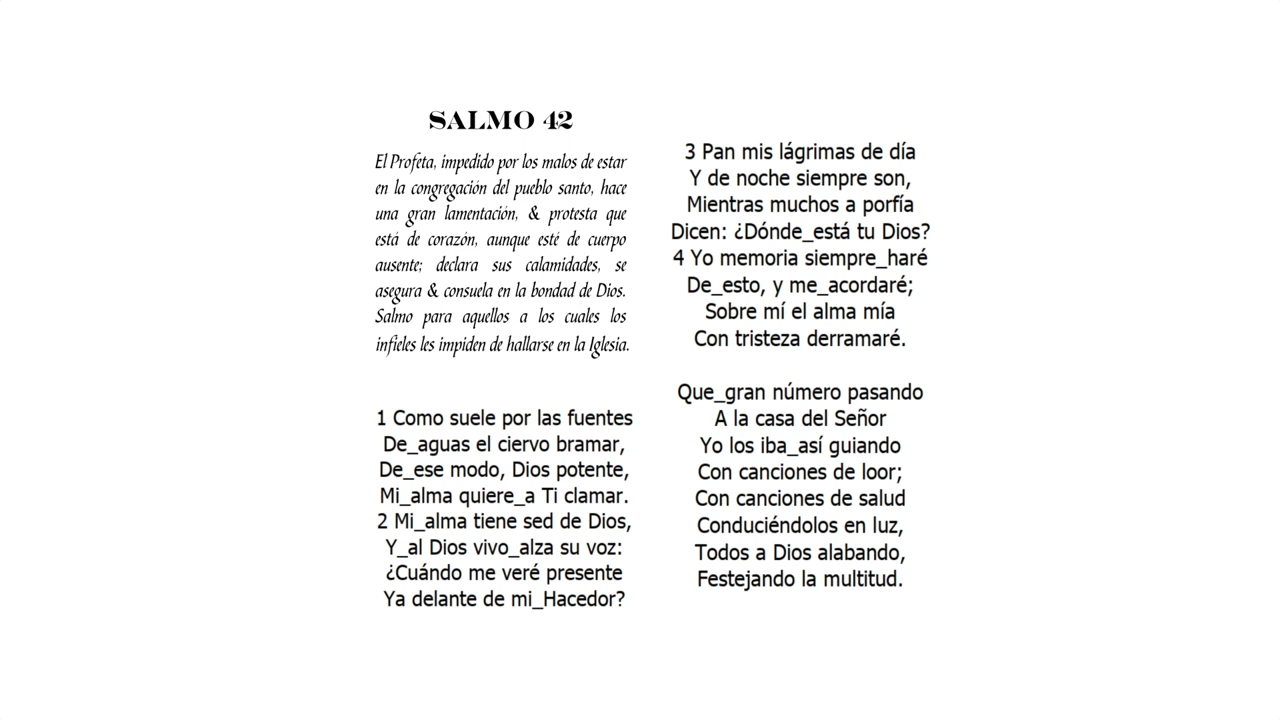 SALMO 42
El Profeta, impedido por los malos de estar
en la congregación del pueblo santo, hace
una gran lamentación, & protesta que
está de corazón, aunque esté de cuerpo
ausente; declara sus calamidades, se
asegura & consuela en la bondad de Dios.
Salmo para aquellos a los cuales los
infieles les impiden de hallarse en la Iglesia.
1 Como suele por las fuentes
De_aguas el ciervo bramar,
De_ese modo, Dios potente,
Mi_alma quiere_a Ti clamar.
2 Mi_alma tiene sed de Dios,
Y_al Dios vivo_alza su voz:
¿Cuándo me veré presente
Ya delante de mi_Hacedor?
3 Pan mis lágrimas de día
Y de noche siempre son,
Mientras muchos a porfía
Dicen: ¿Dónde_está tu Dios?
4 Yo memoria siempre_haré
De_esto, y me_acordaré;
Sobre mí el alma mía
Con tristeza derramaré.
Que_gran número pasando
A la casa del Señor
Yo los iba_así guiando
Con canciones de loor;
Con canciones de salud
Conduciéndolos en luz,
Todos a Dios alabando,
Festejando la multitud.